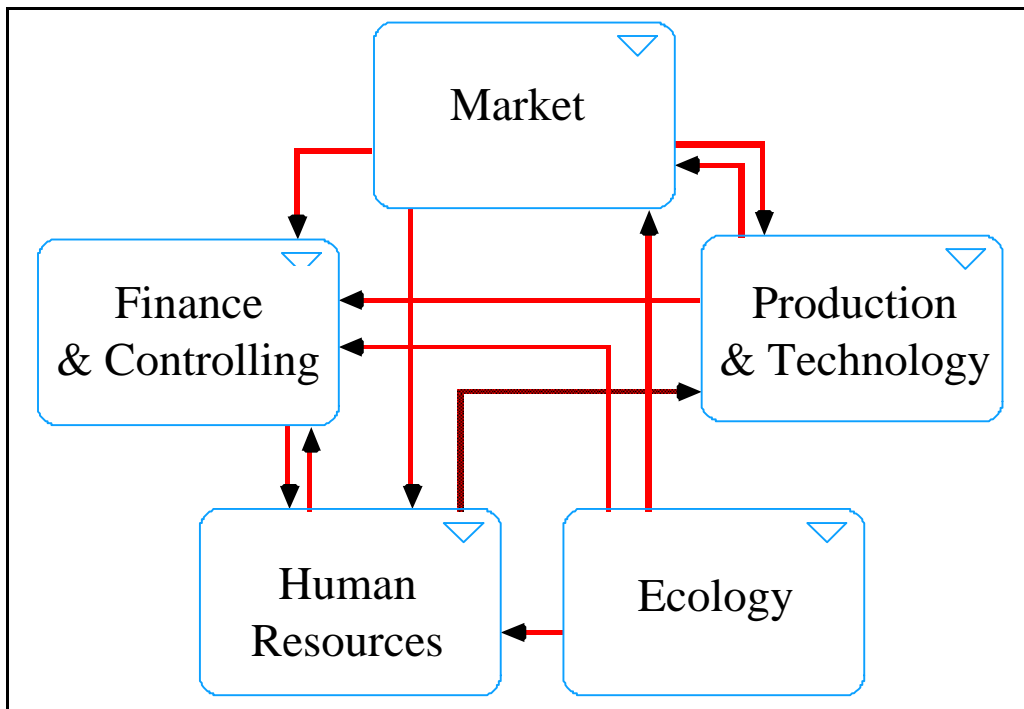 Market
Finance
& Controlling
Production
& Technology
Human
Resources
Ecology